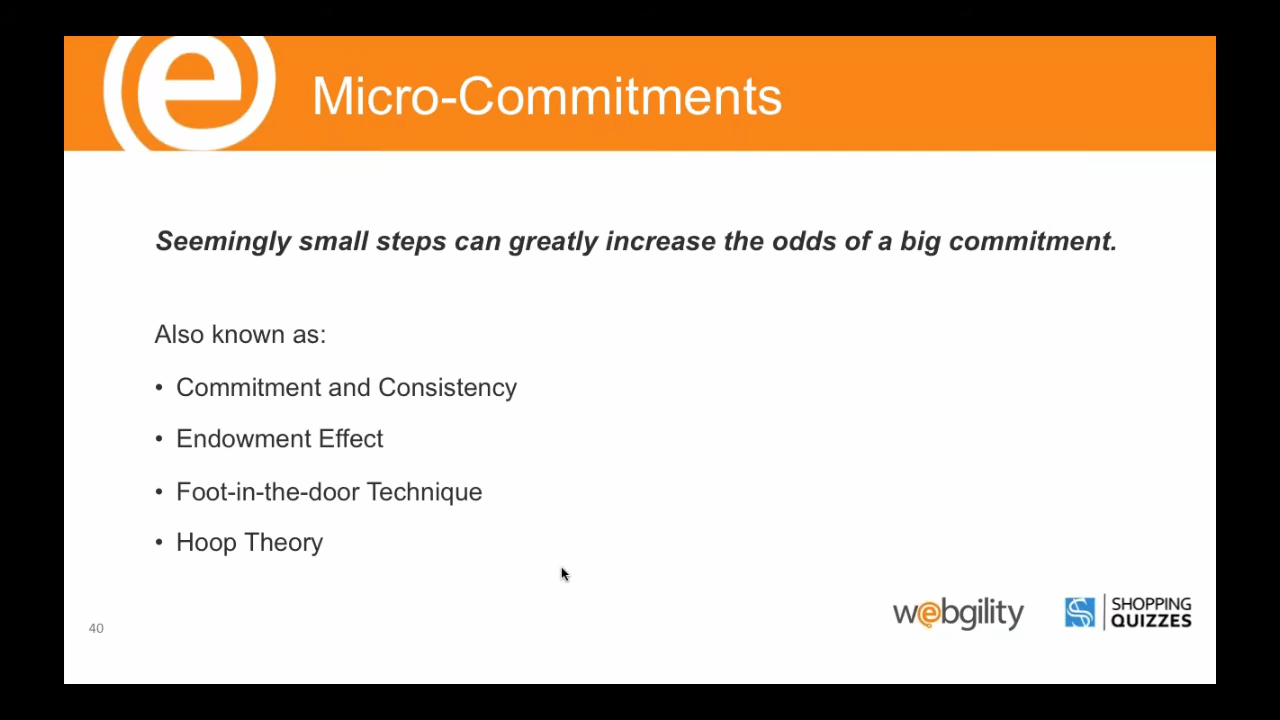 Micro-Commitments
Seemingly small steps can greatly increase the odds of a big commitment.
Also known as:
• Commitment and Consistency
• Endowment Effect
• Foot-in-the-door Technique
• Hoop Theory
40
webgility
SHOPPING
QUIZZES